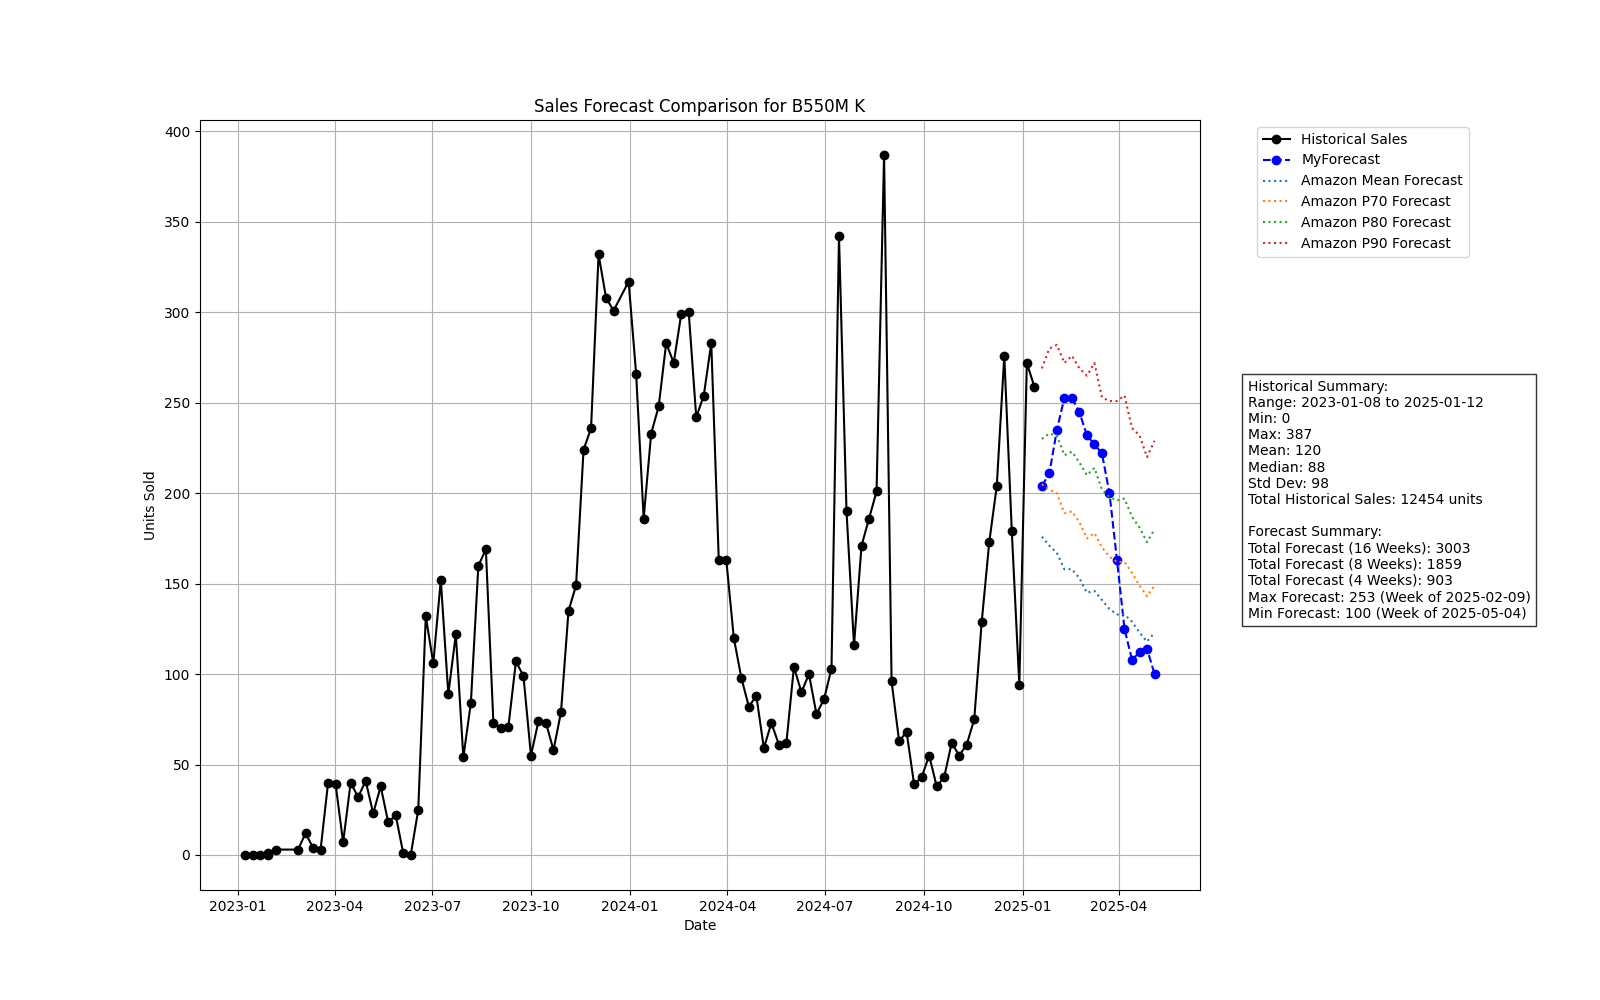 Sales Forecast Comparison for B550M K
400
350
300
250
200
150
100
50
0
Units Sold
2023-01
2023-04
2023-07
2023-10
2024-01
2024-04
2024-07
2024-10
2025-01
2025-04
Date
Historical Sales
MyForecast
Amazon Mean Forecast
Amazon P70 Forecast
Amazon P80 Forecast
Amazon P90 Forecast
Historical Summary:
Range: 2023-01-08 to 2025-01-12
Min: 0
Max: 387
Mean: 120
Median: 88
Std Dev: 98
Total Historical Sales: 12454 units
Forecast Summary:
Total Forecast (16 Weeks): 3003
Total Forecast (8 Weeks): 1859
Total Forecast (4 Weeks): 903
Max Forecast: 253 (Week of 2025-02-09)
Min Forecast: 100 (Week of 2025-05-04)